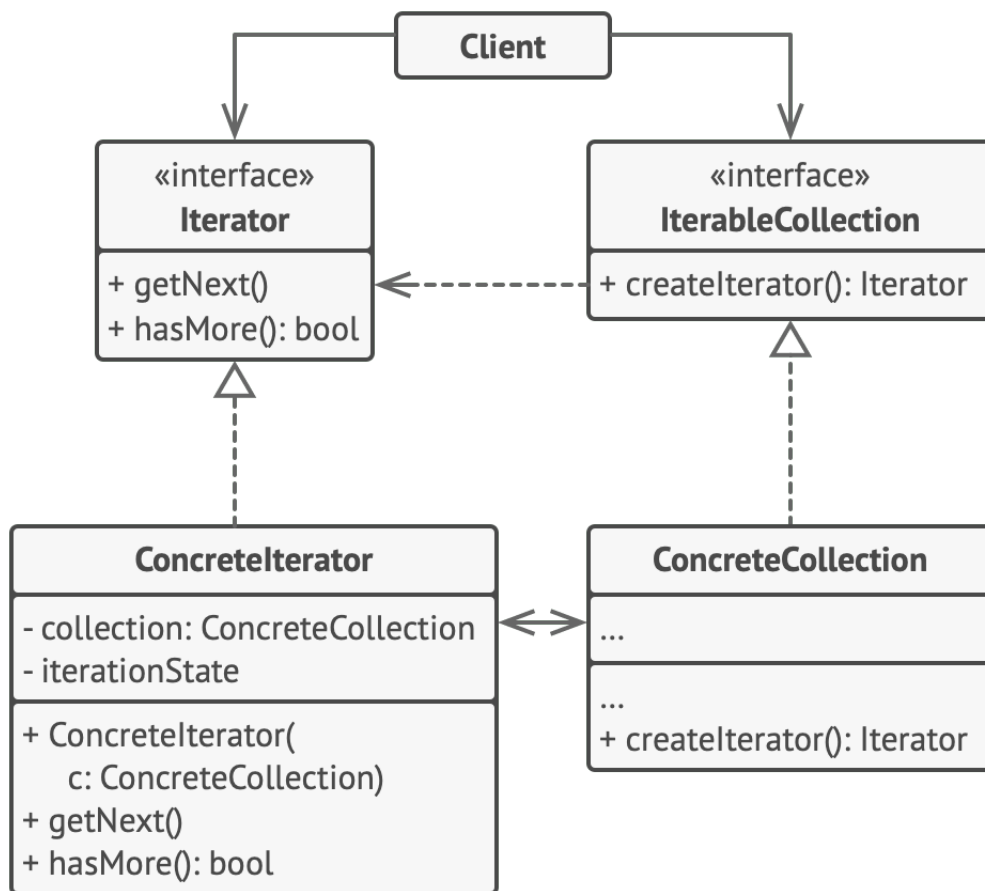 Client
«interface»
Iterator
+ getNext()
+ hasMore(): bool
«interface»
IterableCollection
+ createIterator(): Iterator
ConcreteIterator
- collection: ConcreteCollection
- iterationState
+ ConcreteIterator(
c: ConcreteCollection)
+ getNext()
+ hasMore(): bool
ConcreteCollection
...
...
+ createIterator(): Iterator